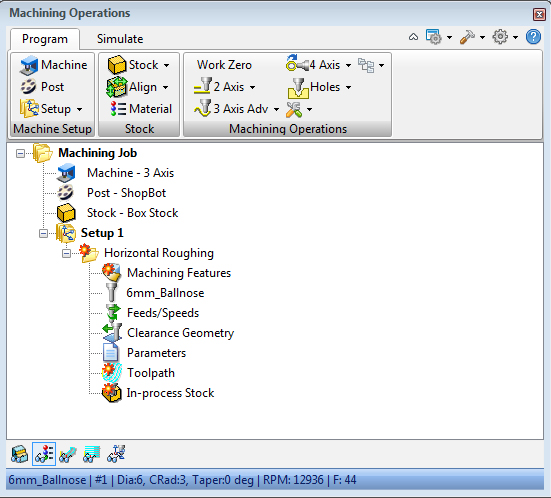 Machining Operations
Program Simulate
Machine
Post
Setup
Machine Setup
Stock
Align
Material
Stock
Work Zero
2 Axis
3 Axis Adv
4 Axis
Holes
Machining Operations
Machining Job
Machine - 3 Axis
Post - ShopBot
Stock - Box Stock
Setup 1
Horizontal Roughing
Machining Features
6mm_Ballnose
Feeds/Speeds
Clearance Geometry
Parameters
Toolpath
In-process Stock
6mm_Ballnose | #1 | Dia:6, CRad:3, Taper:0 deg | RPM: 12936 | F: 44